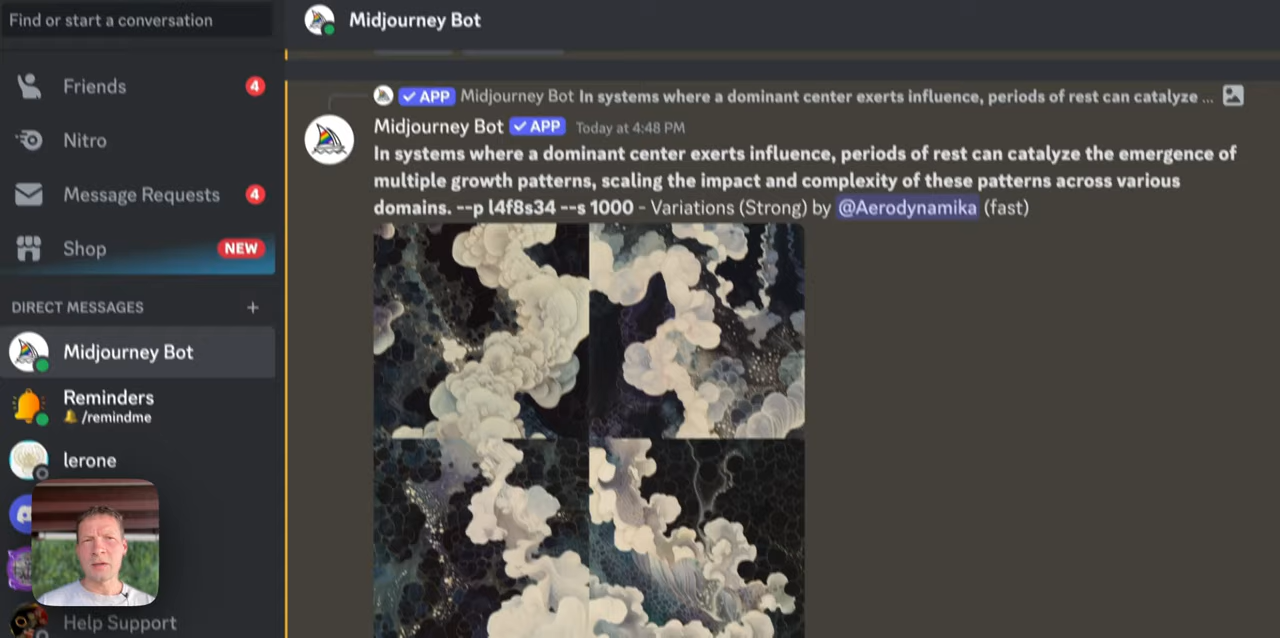 Find or start a conversation
Friends
4
Nitro
Message Requests
4
Shop
NEW
DIRECT MESSAGES +
Midjourney Bot
Reminders
/remindme
lerone
Help Support
Midjourney Bot
APP Midjourney Bot In systems where a dominant center exerts influence, periods of rest can catalyze ...
Midjourney Bot APP Today at 4:48 PM
In systems where a dominant center exerts influence, periods of rest can catalyze the emergence of
multiple growth patterns, scaling the impact and complexity of these patterns across various
domains. --p l4f8s34 --s 1000 - Variations (Strong) by @Aerodynamika (fast)